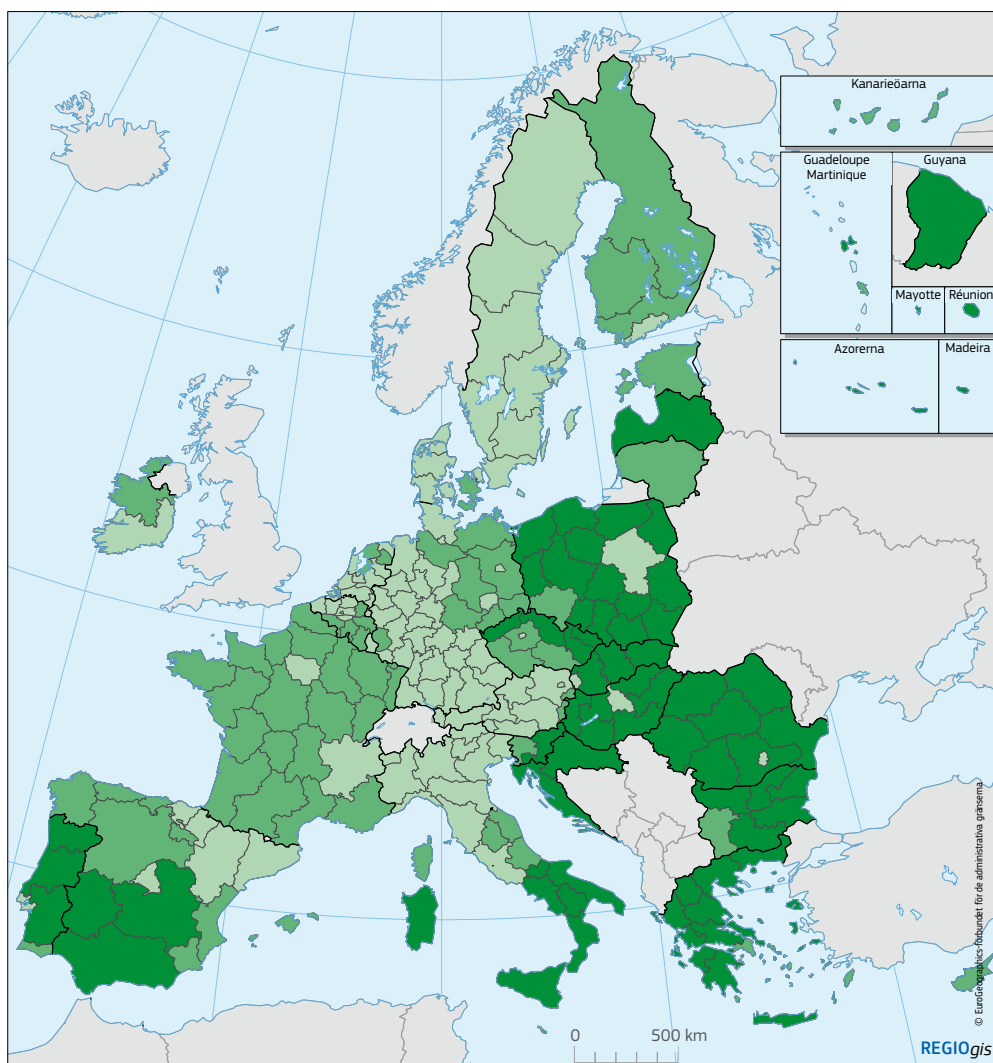 Kanarieöarna
Guadeloupe
Martinique
Guyana
Mayotte
Réunion
Azorerna
Madeira
© EuroGeographics-förbundet för de administrativa gränserna
0 500 km
REGIOgis